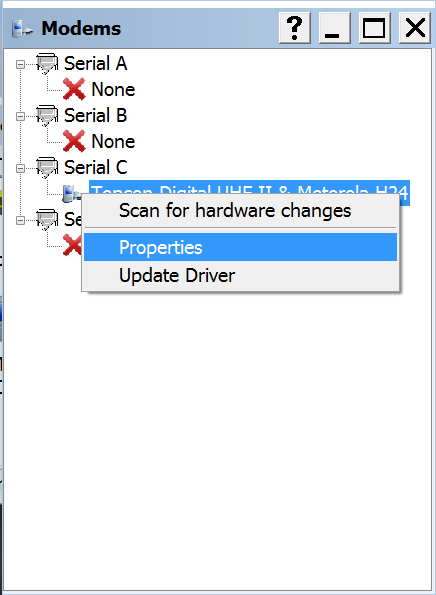 Modems
Serial A
None
Serial B
None
Serial C
Topcon Digital UHF II & Motorola H24
Scan for hardware changes
Se
Properties
Update Driver